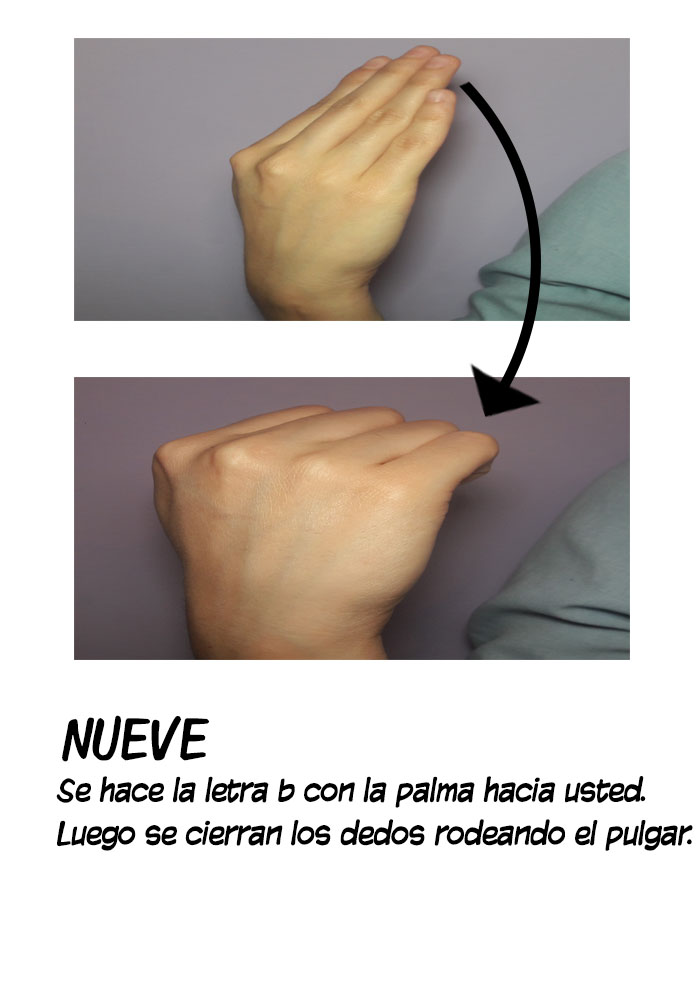 NUEVE
Se hace la letra b con la palma hacia usted.
Luego se cierran los dedos rodeando el pulgar.